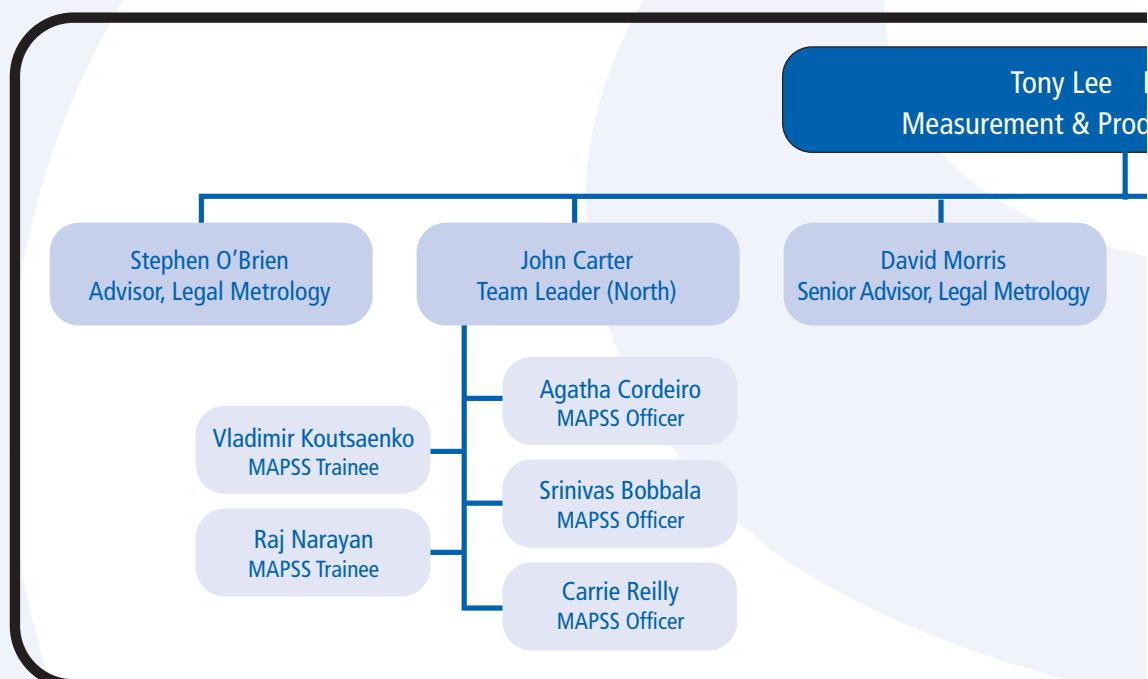 Tony Lee
Measurement &
Stephen O’Brien
Advisor, Legal Metrology
John Carter
Team Leader (North)
David Morris
Senior Advisor, Legal Metrology
Agatha Cordeiro
MAPSS Officer
Vladimir Koutsaenko
MAPSS Trainee
Srinivas Bobbala
MAPSS Officer
Raj Narayan
MAPSS Trainee
Carrie Reilly
MAPSS Officer